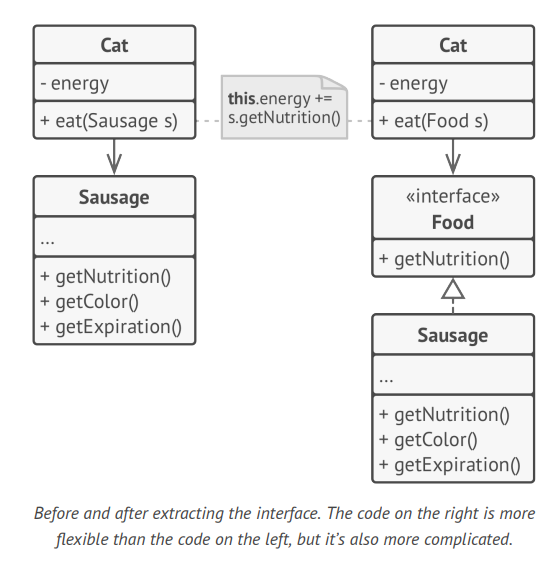 Cat
- energy
+ eat(Sausage s)
Sausage
...
+ getNutrition()
+ getColor()
+ getExpiration()
this.energy +=
s.getNutrition()
Cat
- energy
+ eat(Food s)
«interface»
Food
+ getNutrition()
Sausage
...
+ getNutrition()
+ getColor()
+ getExpiration()
Before and after extracting the interface. The code on the right is more
flexible than the code on the left, but it’s also more complicated.